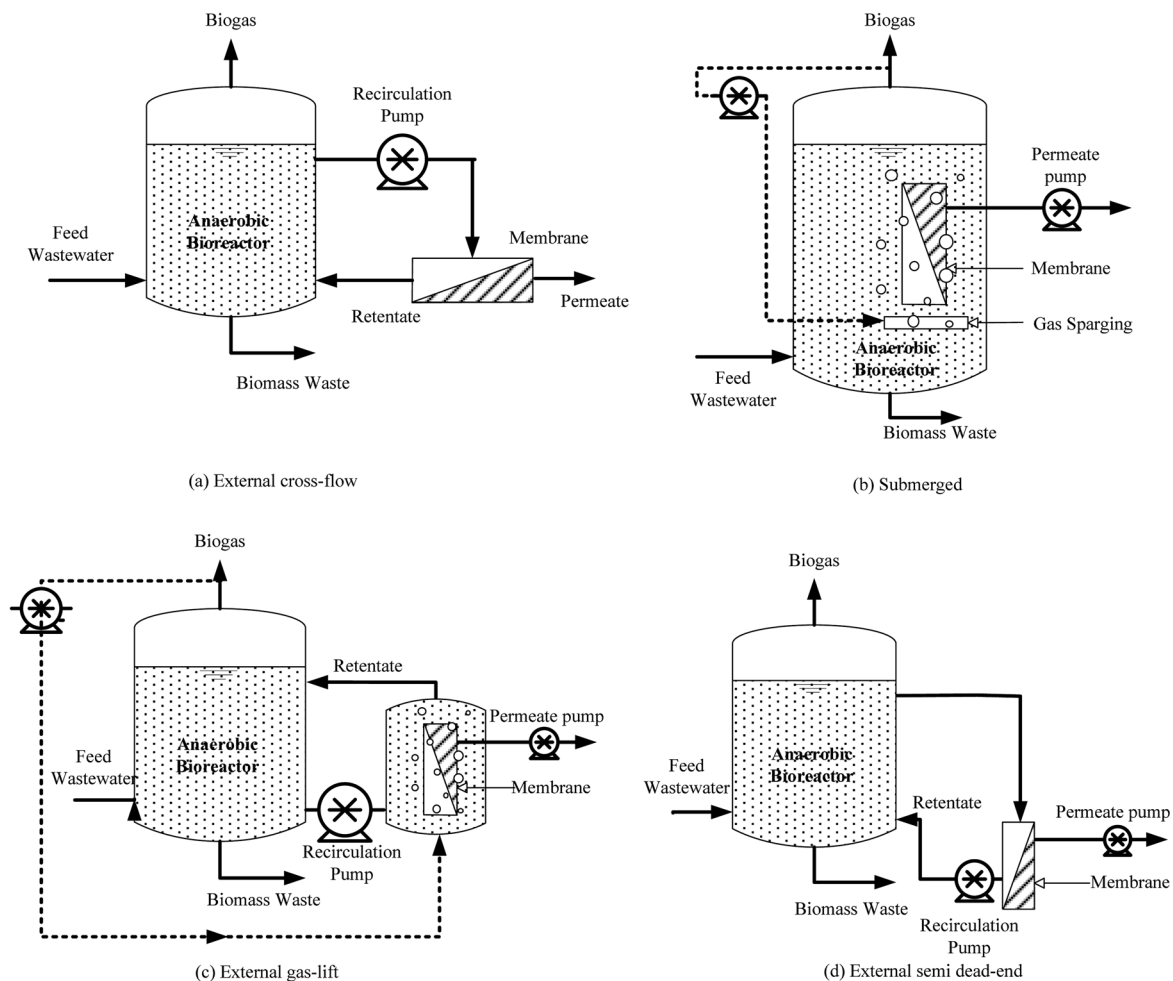 Biogas
Recirculation
Pump
Anaerobic
Bioreactor
Feed
Wastewater
Membrane
Retentate
Permeate
Biomass Waste
(a) External cross-flow
Biogas
Permeate
pump
Membrane
Gas Sparging
Anaerobic
Bioreactor
Feed
Wastewater
Biomass Waste
(b) Submerged
Biogas
Retentate
Permeate pump
Anaerobic
Bioreactor
Feed
Wastewater
Membrane
Recirculation
Pump
Biomass Waste
(c) External gas-lift
Biogas
Anaerobic
Bioreactor
Feed
Wastewater
Retentate
Permeate pump
Membrane
Biomass Waste
Recirculation
Pump
(d) External semi dead-end